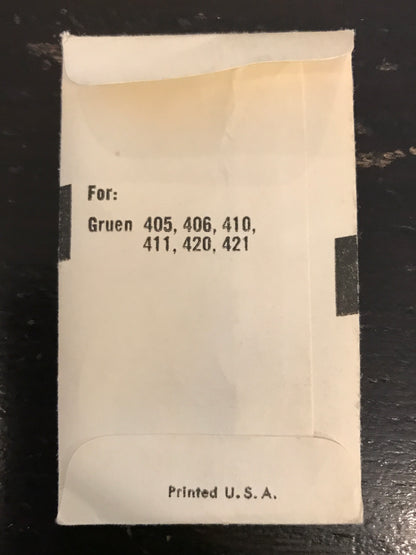 For:
Gruen 405, 406, 410,
411, 420, 421
Printed U. S. A.